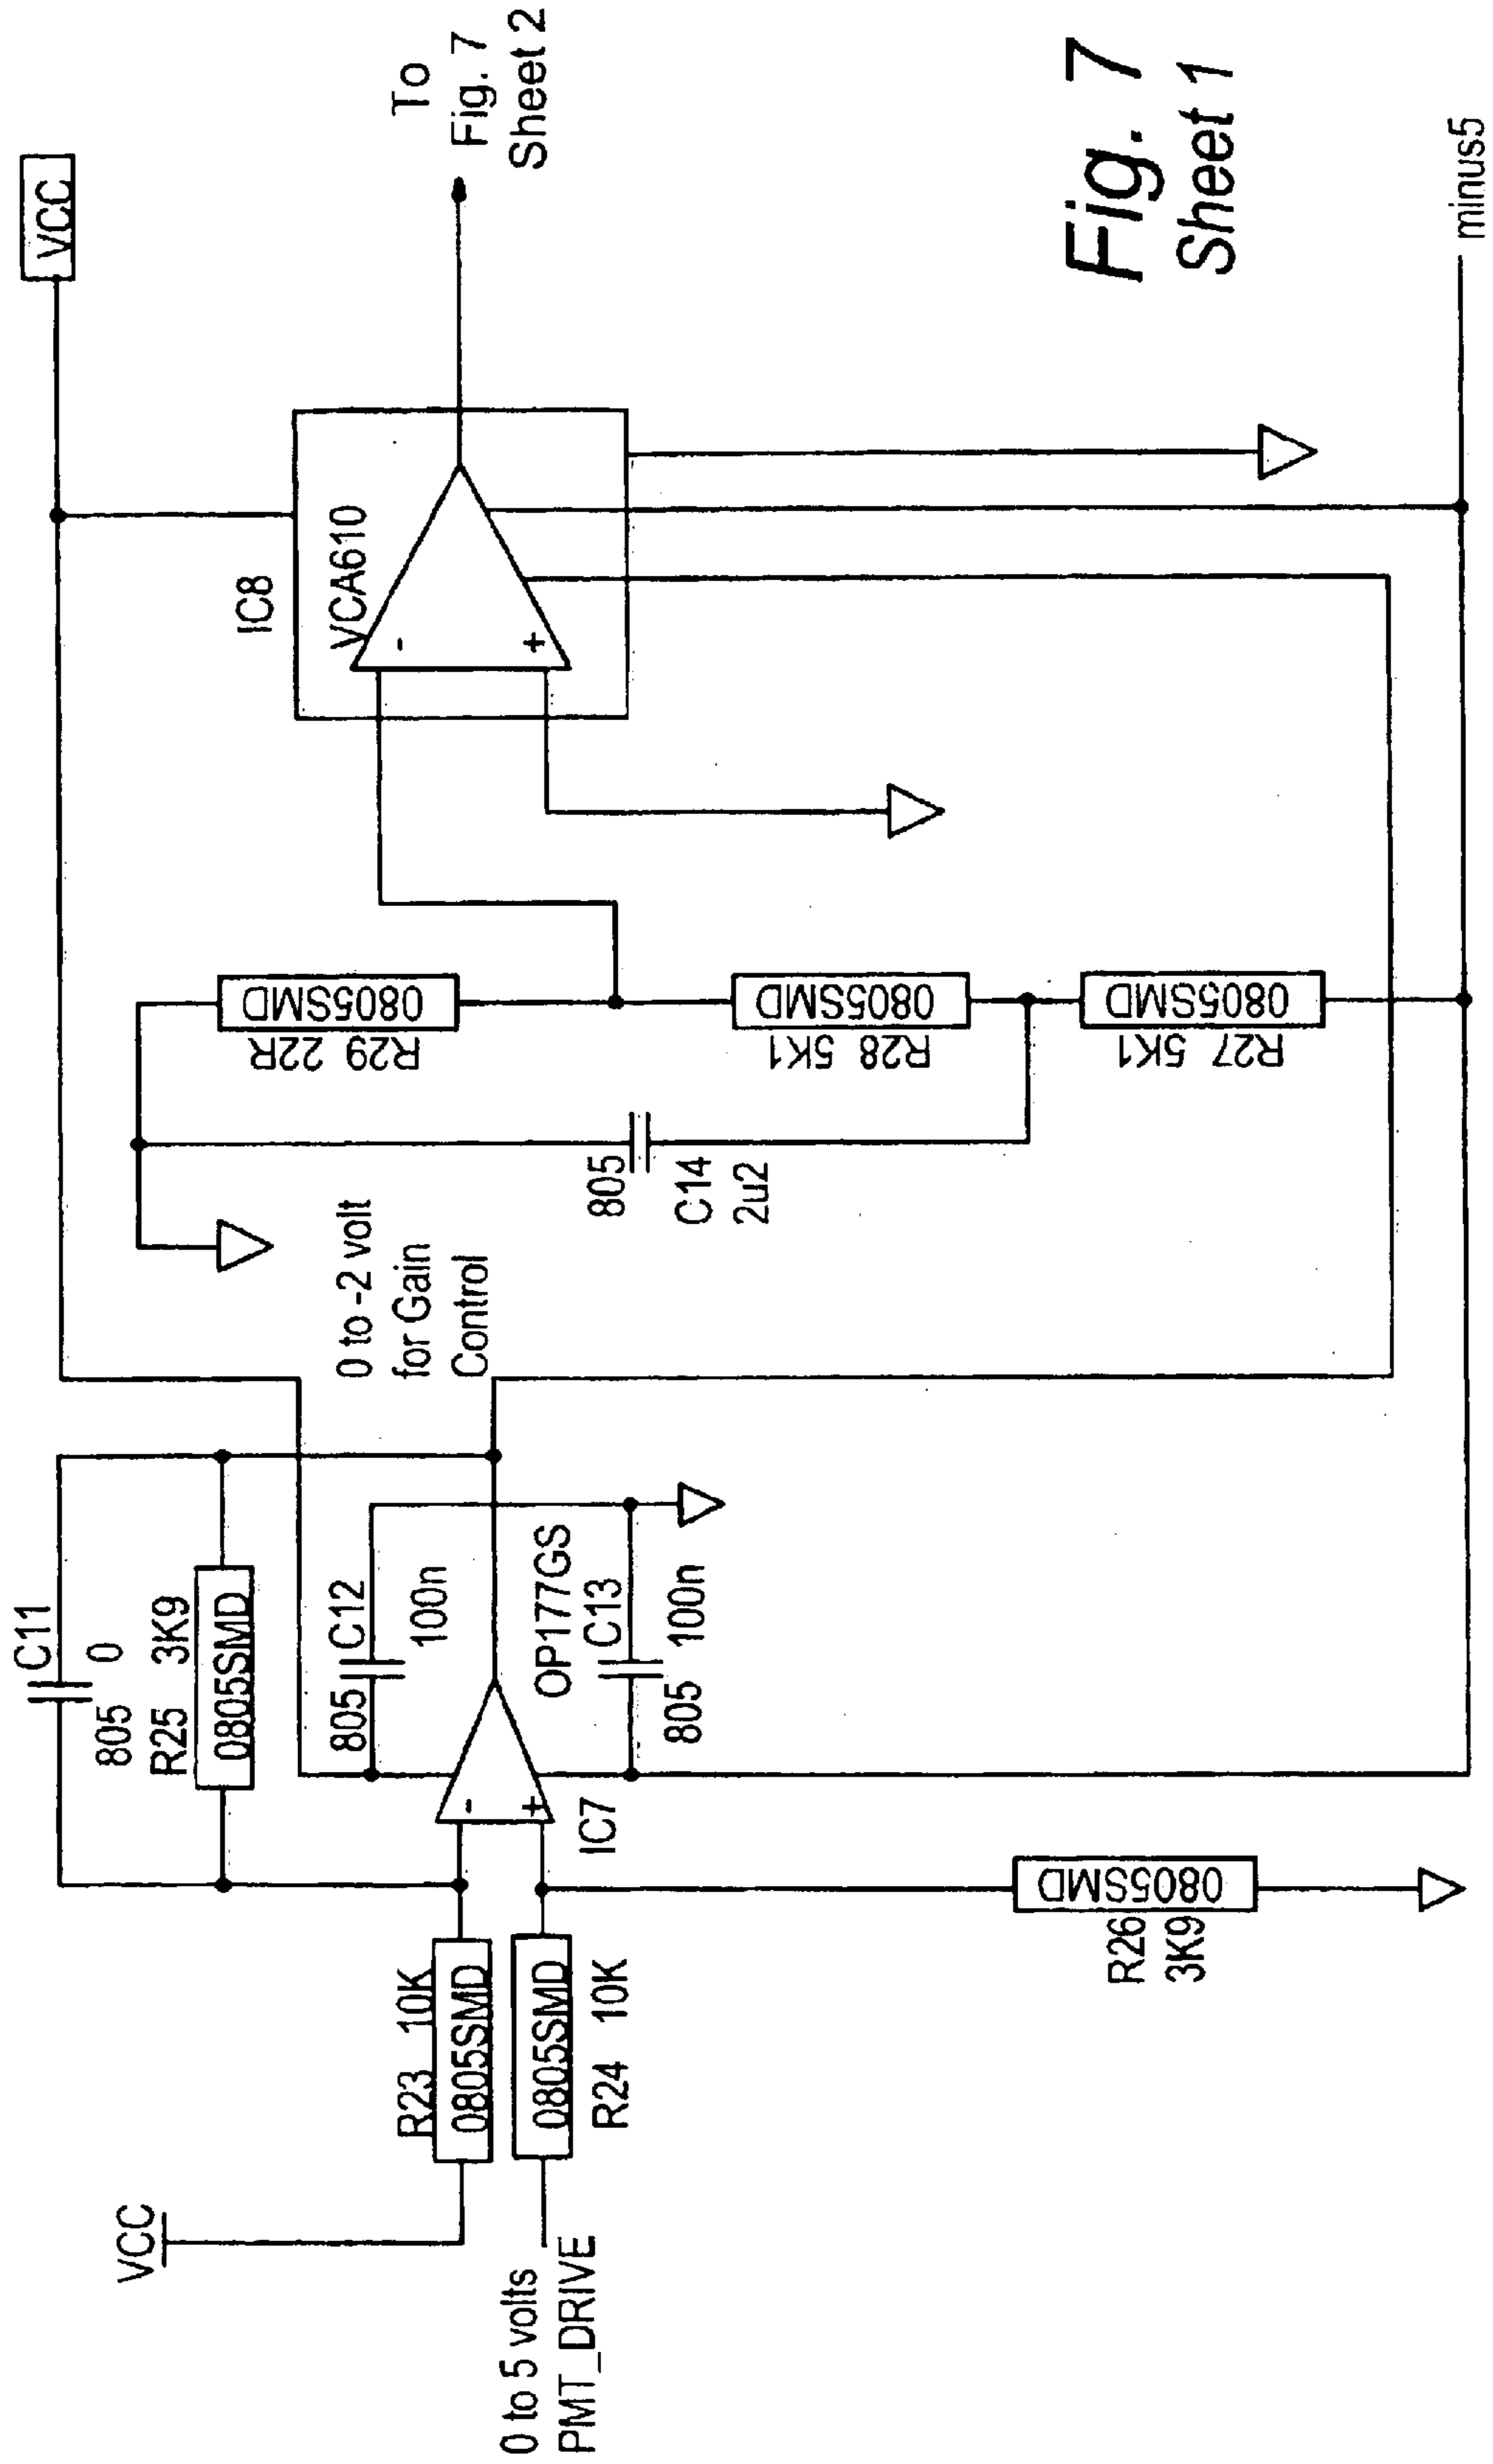 VCC
0 to 5 volts
PMT_DRIVE
R23 10K
0805SMD
0805SMD
R24 10K
C11
805 0
R25 3K9
0805SMD
805 C12
100n
-
+
IC7
OP177GS
C13
805 100n
R26
3K9
0805SMD
0 to -2 volt
for Gain
Control
805
C14
2u2
0805SMD
R29 22R
0805SMD
R28 5K1
0805SMD
R27 5K1
IC8
VCA610
-
+
VCC
To
Fig. 7
Sheet 2
minus5
Fig. 7
Sheet 1